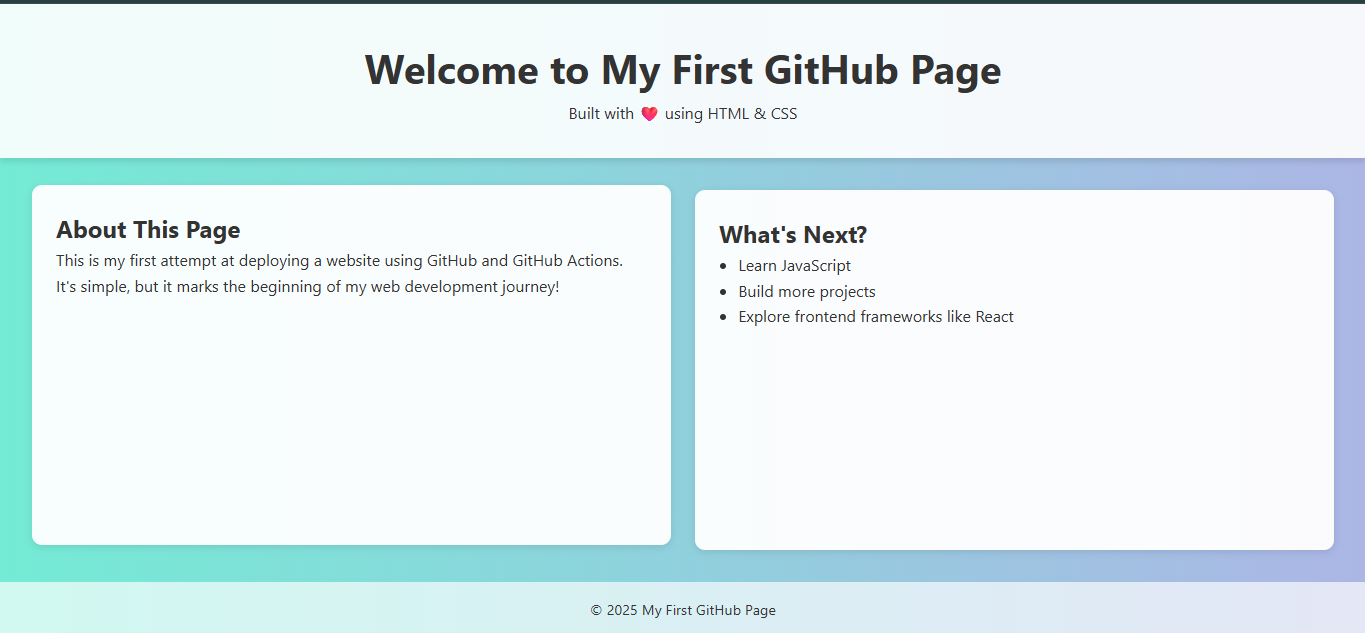 Welcome to My First GitHub Page
Built with ❤️ using HTML & CSS
About This Page
This is my first attempt at deploying a website using GitHub and GitHub Actions.
It's simple, but it marks the beginning of my web development journey!
What's Next?
• Learn JavaScript
• Build more projects
• Explore frontend frameworks like React
© 2025 My First GitHub Page